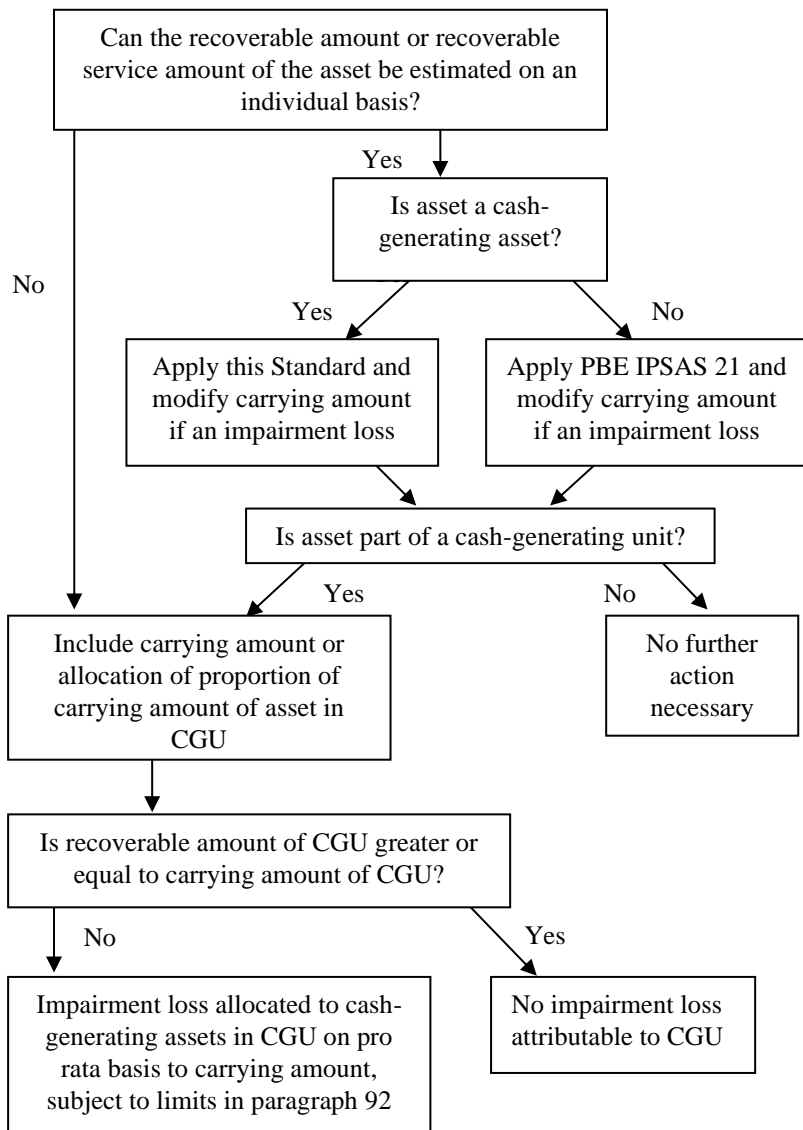 Can the recoverable amount or recoverable
service amount of the asset be estimated on an
individual basis?
Yes
Is asset a cash-
generating asset?
No
Yes
No
Apply this Standard and
modify carrying amount
if an impairment loss
Apply PBE IPSAS 21 and
modify carrying amount
if an impairment loss
Is asset part of a cash-generating unit?
Yes
No
Include carrying amount or
allocation of proportion of
carrying amount of asset in
CGU
No further
action
necessary
Is recoverable amount of CGU greater or
equal to carrying amount of CGU?
No
Yes
Impairment loss allocated to cash-
generating assets in CGU on pro
rata basis to carrying amount,
subject to limits in paragraph 92
No impairment loss
attributable to CGU